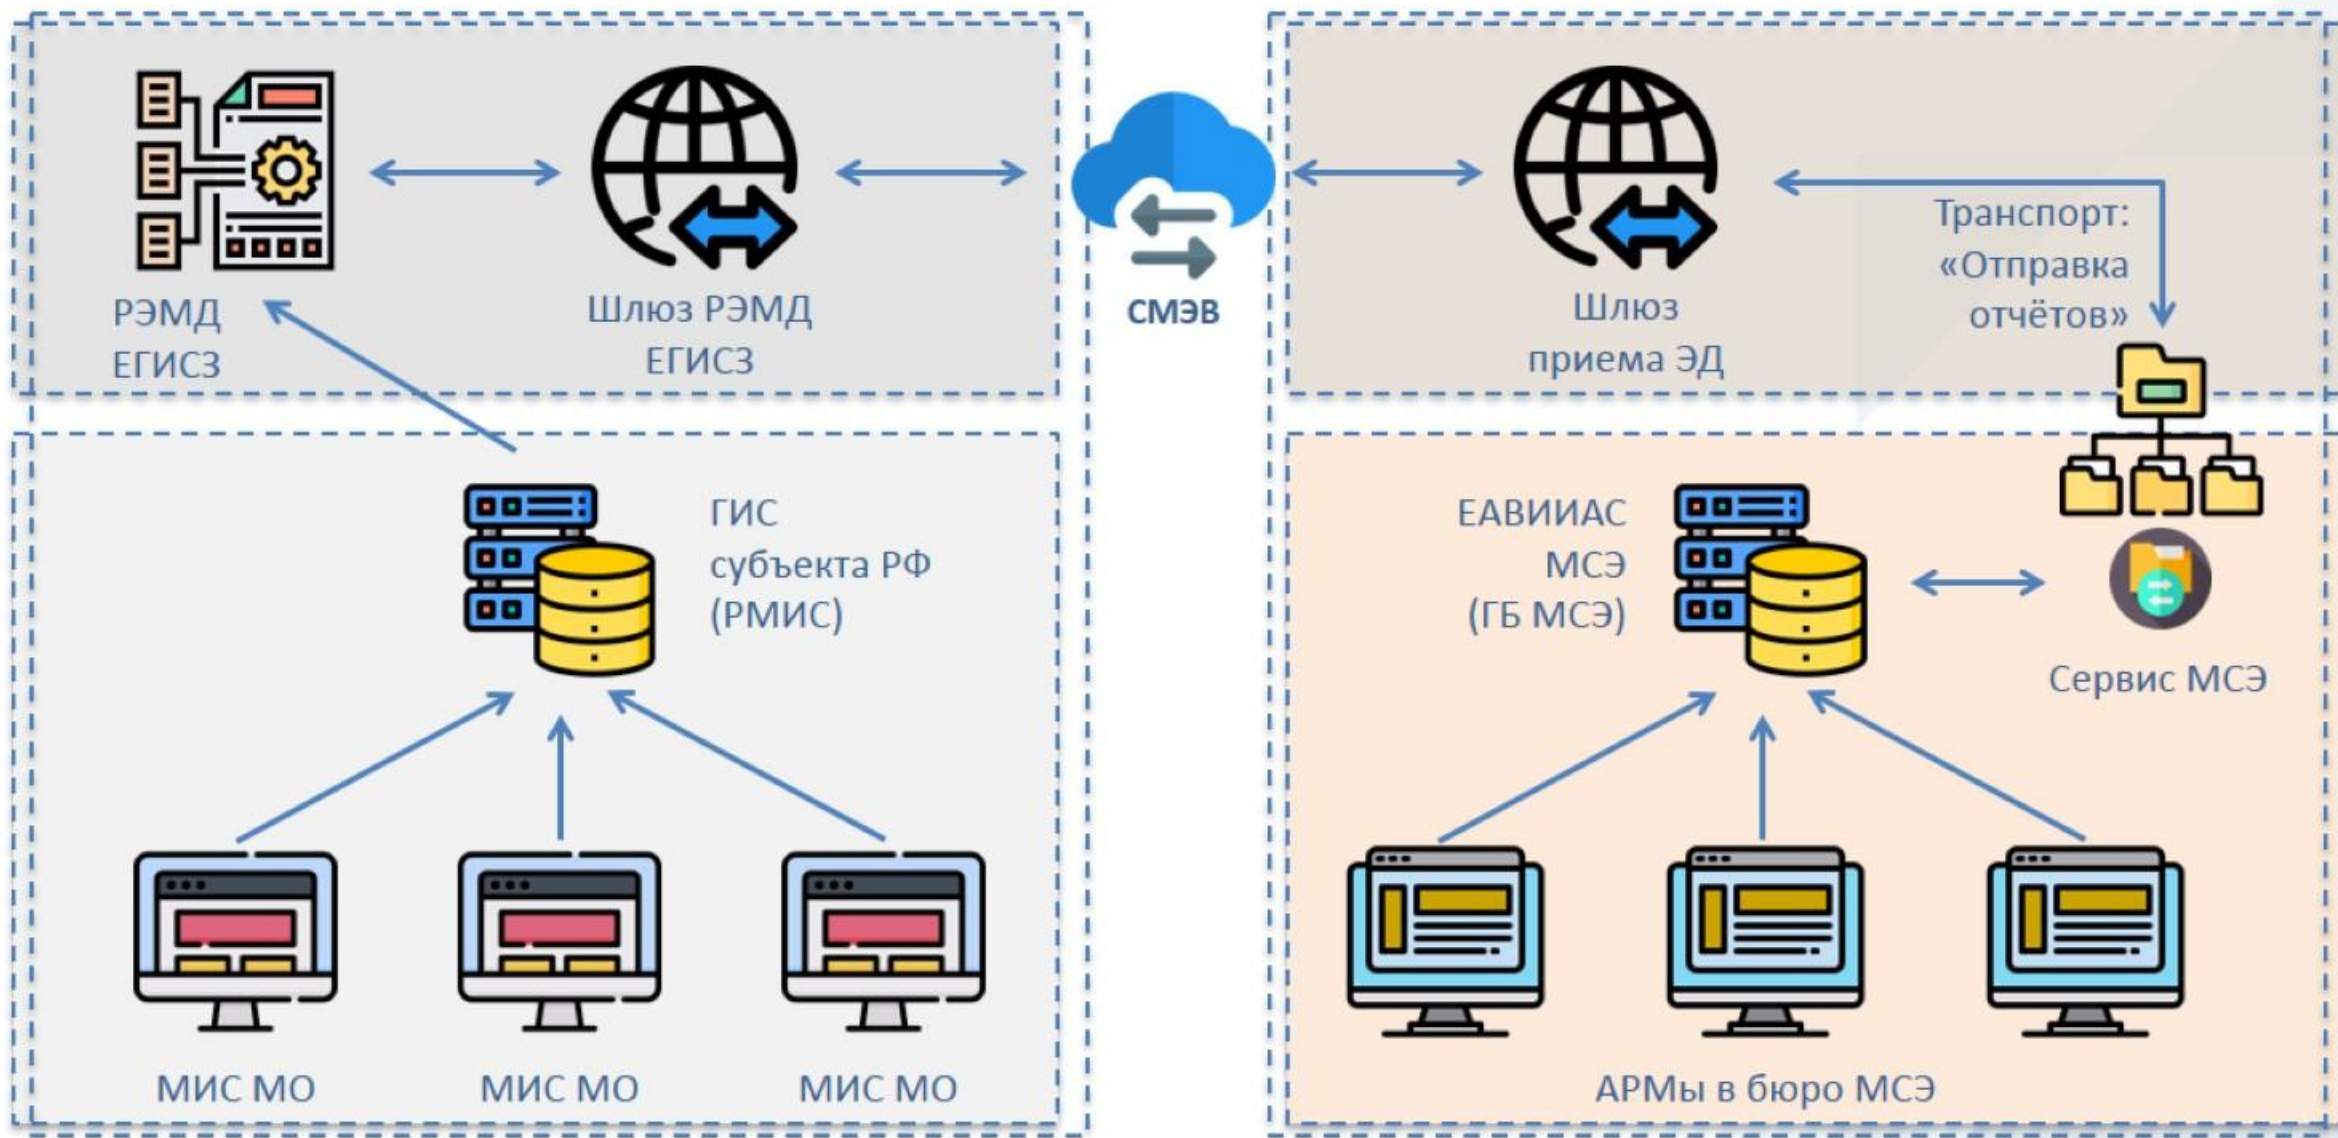 РЭМД
ЕГИСЗ
Шлюз РЭМД
ЕГИСЗ
СМЭВ
Шлюз
приема ЭД
Транспорт:
«Отправка
отчётов»
ГИС
субъекта РФ
(РМИС)
ЕАВИИАС
МСЭ
(ГБ МСЭ)
Сервис МСЭ
МИС МО
МИС МО
МИС МО
АРМы в бюро МСЭ